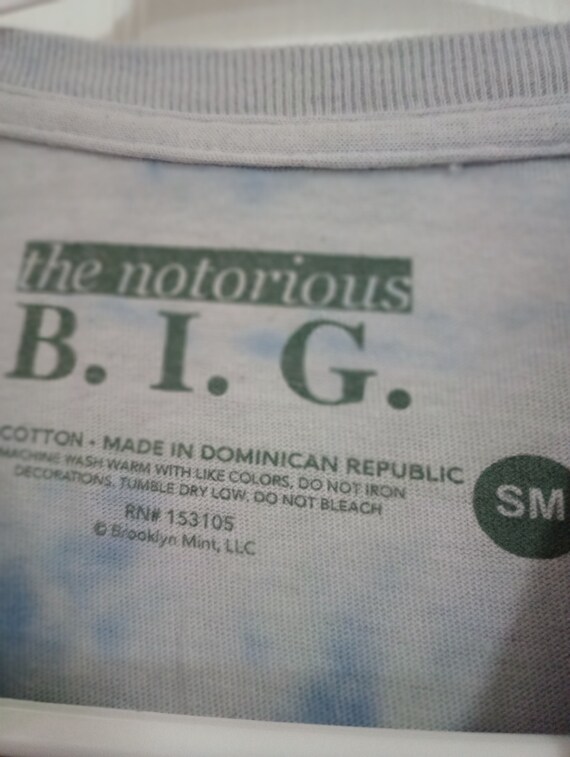 the notorious
B. I. G.
COTTON • MADE IN DOMINICAN REPUBLIC
MACHINE WASH WARM WITH LIKE COLORS, DO NOT IRON
DECORATIONS, TUMBLE DRY LOW, DO NOT BLEACH
RN# 153105
© Brooklyn Mint, LLC
SM